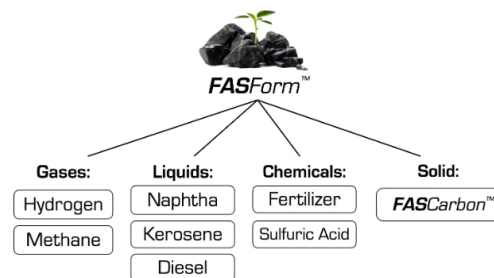 FASForm™
Gases:
Hydrogen
Methane
Liquids:
Naphtha
Kerosene
Diesel
Chemicals:
Fertilizer
Sulfuric Acid
Solid:
FASCarbon™